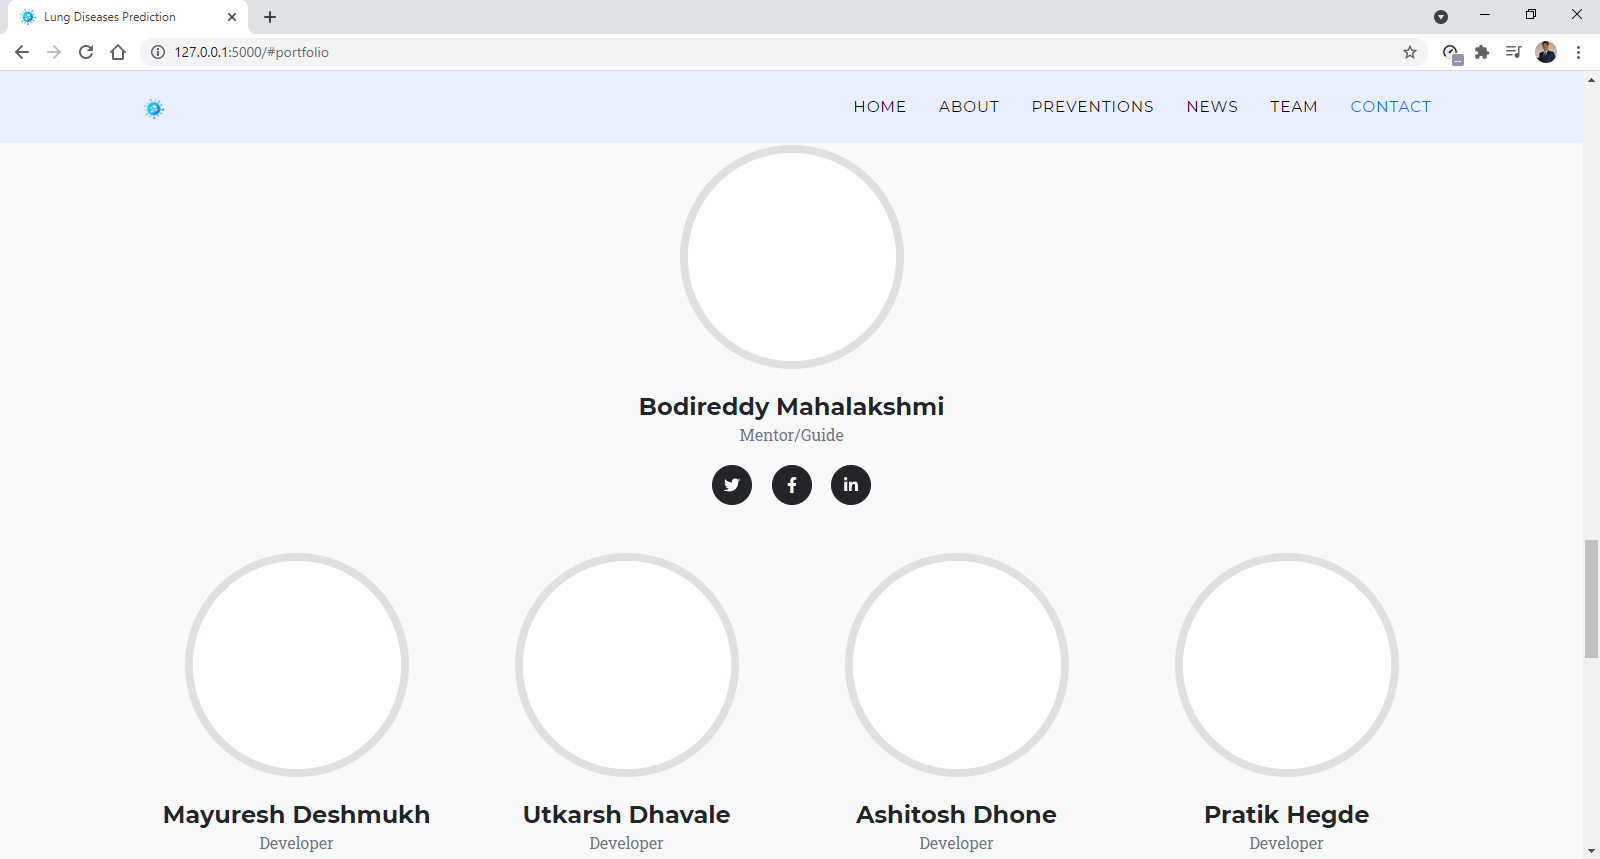 Lung Diseases Prediction
127.0.0.1:5000/#portfolio
HOME ABOUT PREVENTIONS NEWS TEAM CONTACT
Bodireddy Mahalakshmi
Mentor/Guide
Mayuresh Deshmukh Utkarsh Dhavale Ashitosh Dhone Pratik Hegde
Developer Developer Developer Developer